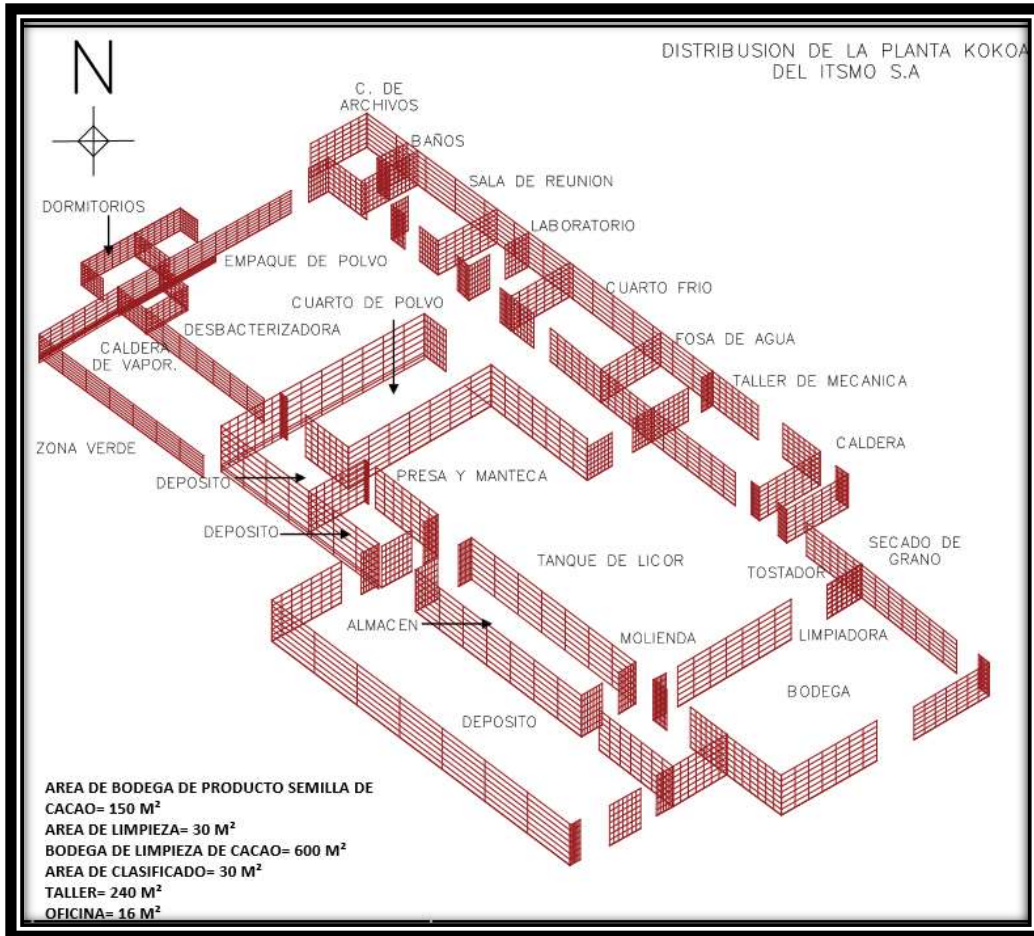 N
DISTRIBUSION DE LA PLANTA KOKOA
DEL ITSMO S.A
C. DE
ARCHIVOS
BAÑOS
SALA DE REUNION
DORMITORIOS
LABORATORIO
EMPAQUE DE POLVO
CUARTO FRIO
CUARTO DE POLVO
DESBACTERIZADORA
FOSA DE AGUA
CALDERA
DE VAPOR.
TALLER DE MECANICA
ZONA VERDE
CALDERA
PRESA Y MANTECA
DEPOSITO
DEPOSITO
SECADO DE
GRANO
TANQUE DE LICOR
TOSTADOR
ALMACEN
MOLIENDA
LIMPIADORA
BODEGA
DEPOSITO
AREA DE BODEGA DE PRODUCTO SEMILLA DE
CACAO= 150 M²
AREA DE LIMPIEZA= 30 M²
BODEGA DE LIMPIEZA DE CACAO= 600 M²
AREA DE CLASIFICADO= 30 M²
TALLER= 240 M²
OFICINA= 16 M²